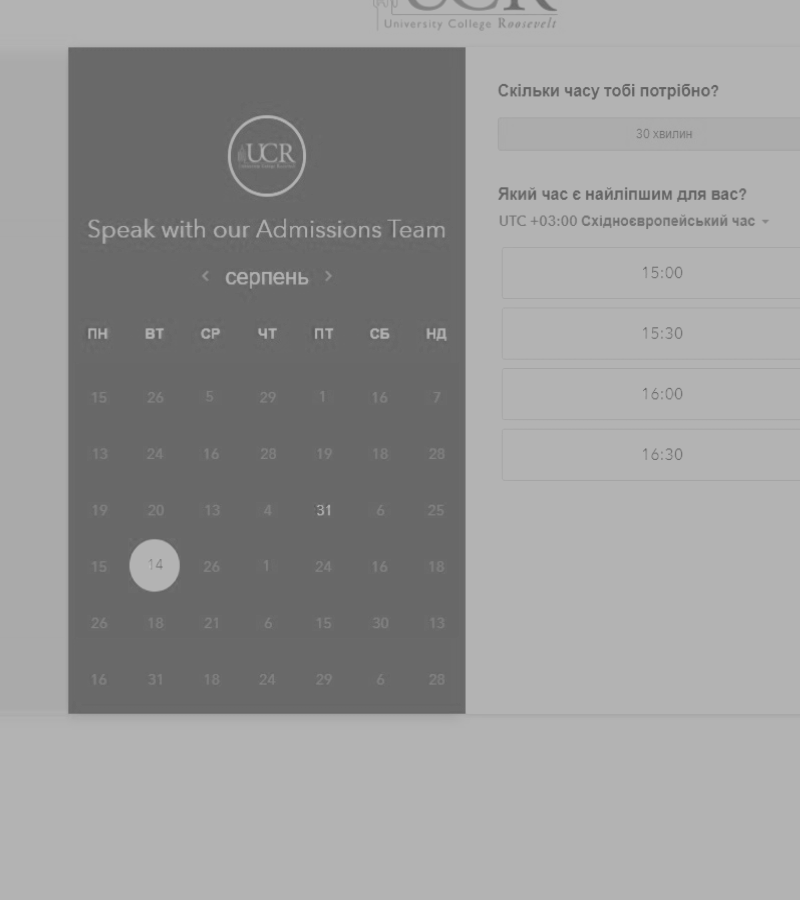 UCR
University College Roosevelt
UCR
Speak with our Admissions Team
серпень
ПН ВТ СР ЧТ ПТ СБ НД
15 26 5 29 1 16 7
13 24 16 28 19 18 28
19 20 13 4 31 6 25
15 14 26 1 24 16 18
26 18 21 6 15 30 13
16 31 18 24 29 6 28
Скільки часу тобі потрібно?
30 хвилин
Який час є найліпшим для вас?
UTC +03:00 Східноєвропейський час
15:00
15:30
16:00
16:30